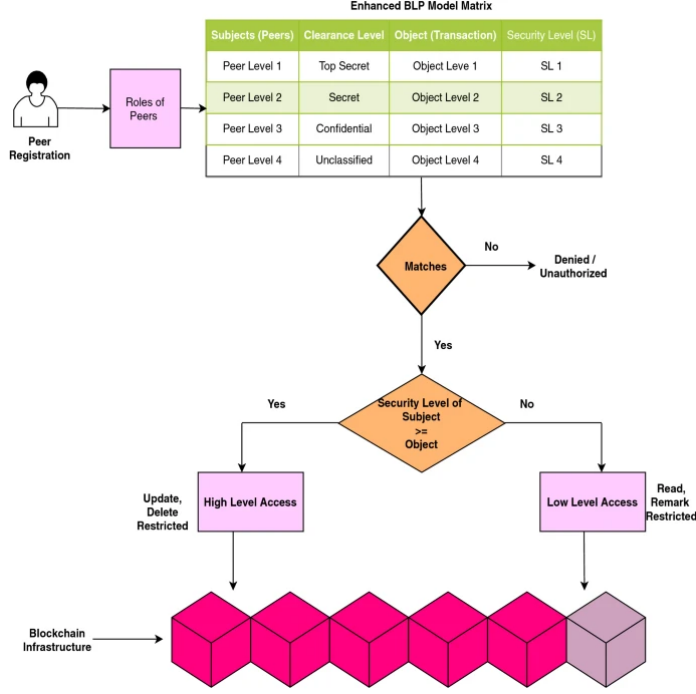 Enhanced BLP Model Matrix
Subjects (Peers) Clearance Level Object (Transaction) Security Level (SL)
Peer Level 1 Top Secret Object Leve 1 SL 1
Peer Level 2 Secret Object Level 2 SL 2
Peer Level 3 Confidential Object Level 3 SL 3
Peer Level 4 Unclassified Object Level 4 SL 4
Roles of
Peers
Peer
Registration
Matches
No
Denied /
Unauthorized
Yes
Security Level of
Subject
>=
Object
Yes
No
Update,
Delete
Restricted
High Level Access
Low Level Access
Read,
Remark
Restricted
Blockchain
Infrastructure